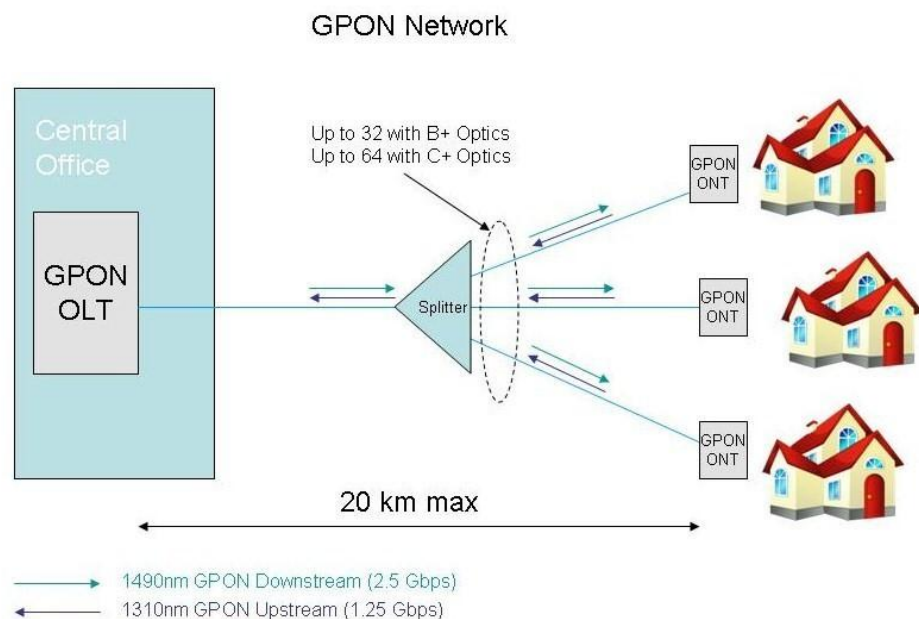 GPON Network
Central
Office
GPON
OLT
Up to 32 with B+ Optics
Up to 64 with C+ Optics
Splitter
GPON
ONT
GPON
ONT
GPON
ONT
20 km max
1490nm GPON Downstream (2.5 Gbps)
1310nm GPON Upstream (1.25 Gbps)